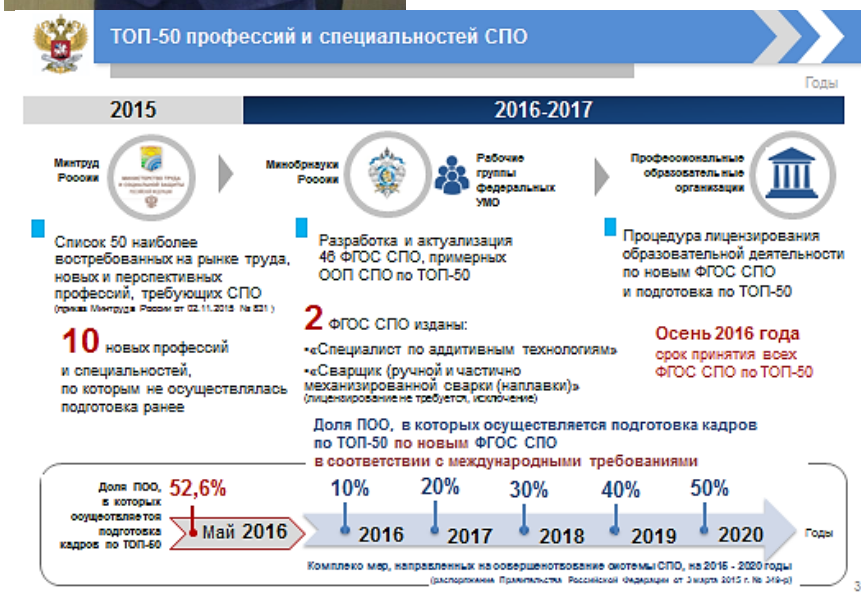 ТОП-50 профессий и специальностей СПО
Годы
2015
2016-2017
Минтруд
России
МИНИСТЕРСТВО ТРУДА
И СОЦИАЛЬНОЙ ЗАЩИТЫ
Минобрнауки
России
Рабочие
группы
федеральных
УМО
Профессиональные
образовательные
организации
Список 50 наиболее
востребованных на рынке труда,
новых и перспективных
профессий, требующих СПО
(приказ Минтруда России от 02.11.2015 № 831 )
10 новых профессий
и специальностей,
по которым не осуществлялась
подготовка ранее
Разработка и актуализация
46 ФГОС СПО, примерных
ООП СПО по ТОП-50
2 ФГОС СПО изданы:
•«Специалист по аддитивным технологиям»
•«Сварщик (ручной и частично
механизированной сварки (наплавки)»
(лицензирование не требуется, исключение)
Процедура лицензирования
образовательной деятельности
по новым ФГОС СПО
и подготовка по ТОП-50
Осень 2016 года
срок принятия всех
ФГОС СПО по ТОП-50
Доля ПОО, в которых осуществляется подготовка кадров
по ТОП-50 по новым ФГОС СПО
в соответствии с международными требованиями
Доля ПОО,
в которых
осуществляется
подготовка
кадров по ТОП-50
52,6%
Май 2016
10%
20%
30%
40%
50%
2016
2017
2018
2019
2020
Годы
Комплекс мер, направленных на совершенствование системы СПО, на 2015 - 2020 годы
(распоряжение Правительства Российской Федерации от 3 марта 2015 г. № 349-р)
3